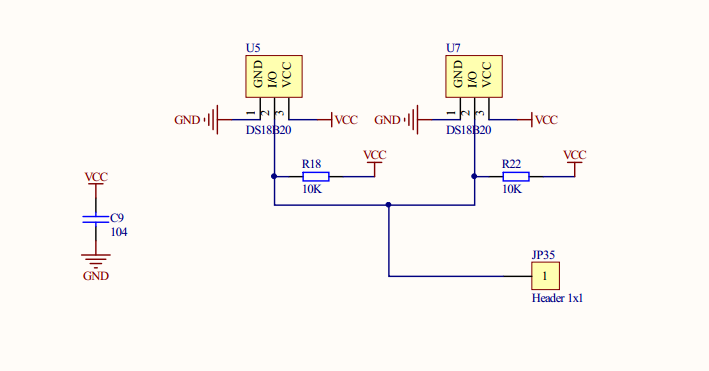 U5
GND
I/O
VCC
1
2
3
GND
VCC
DS18B20
R18
10K
VCC
U7
GND
I/O
VCC
1
2
3
GND
VCC
DS18B20
R22
10K
VCC
VCC
C9
104
GND
JP35
1
Header 1x1